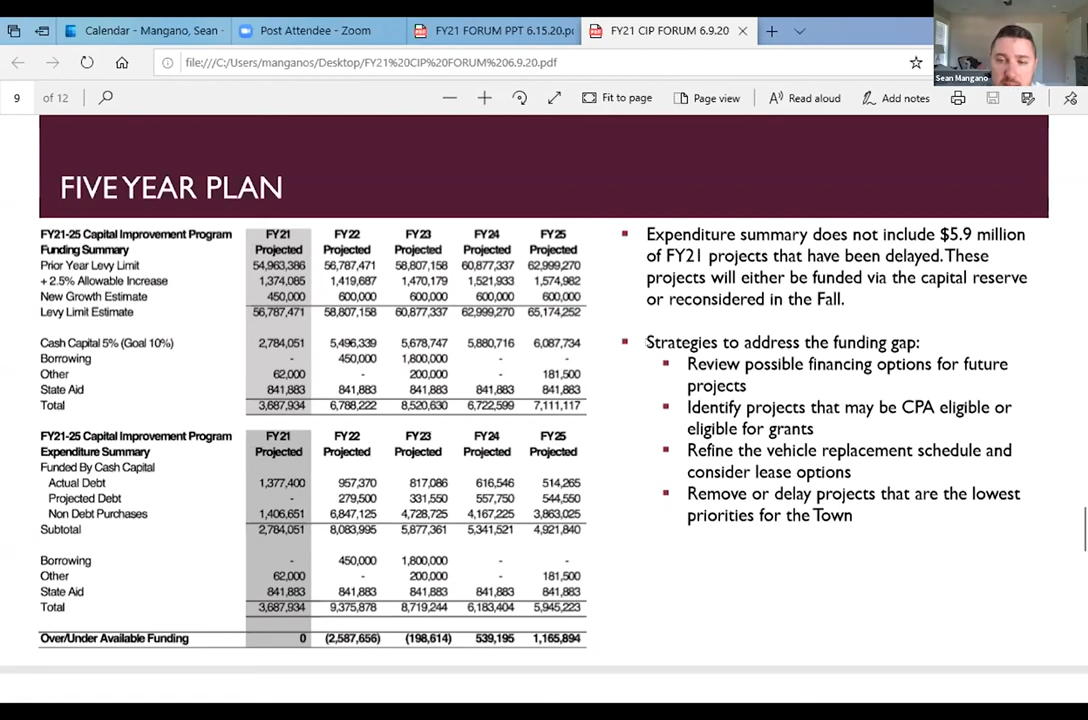 Calendar - Mangano, Sean -
Post Attendee - Zoom
FY21 FORUM PPT 6.15.20.p
FY21 CIP FORUM 6.9.20
Sean Mangano
file:///C:/Users/manganos/Desktop/FY21%20CIP%20FORUM%206.9.20.pdf
9 of 12
Fit to page
Page view
Read aloud
Add notes
FIVE YEAR PLAN
FY21-25 Capital Improvement Program FY21 FY22 FY23 FY24 FY25
Funding Summary Projected Projected Projected Projected Projected
Prior Year Levy Limit 54,963,386 56,787,471 58,807,158 60,877,337 62,999,270
+ 2.5% Allowable Increase 1,374,085 1,419,687 1,470,179 1,521,933 1,574,982
New Growth Estimate 450,000 600,000 600,000 600,000 600,000
Levy Limit Estimate 56,787,471 58,807,158 60,877,337 62,999,270 65,174,252
Cash Capital 5% (Goal 10%) 2,784,051 5,496,339 5,678,747 5,880,716 6,087,734
Borrowing - 450,000 1,800,000 - -
Other 62,000 - 200,000 - 181,500
State Aid 841,883 841,883 841,883 841,883 841,883
Total 3,687,934 6,788,222 8,520,630 6,722,599 7,111,117
FY21-25 Capital Improvement Program FY21 FY22 FY23 FY24 FY25
Expenditure Summary Projected Projected Projected Projected Projected
Funded By Cash Capital
Actual Debt 1,377,400 957,370 817,086 616,546 514,265
Projected Debt - 279,500 331,550 557,750 544,550
Non Debt Purchases 1,406,651 6,847,125 4,728,725 4,167,225 3,863,025
Subtotal 2,784,051 8,083,995 5,877,361 5,341,521 4,921,840
Borrowing - 450,000 1,800,000 - -
Other 62,000 - 200,000 - 181,500
State Aid 841,883 841,883 841,883 841,883 841,883
Total 3,687,934 9,375,878 8,719,244 6,183,404 5,945,223
Over/Under Available Funding 0 (2,587,656) (198,614) 539,195 1,165,894
Expenditure summary does not include $5.9 million
of FY21 projects that have been delayed. These
projects will either be funded via the capital reserve
or reconsidered in the Fall.
Strategies to address the funding gap:
Review possible financing options for future
projects
Identify projects that may be CPA eligible or
eligible for grants
Refine the vehicle replacement schedule and
consider lease options
Remove or delay projects that are the lowest
priorities for the Town